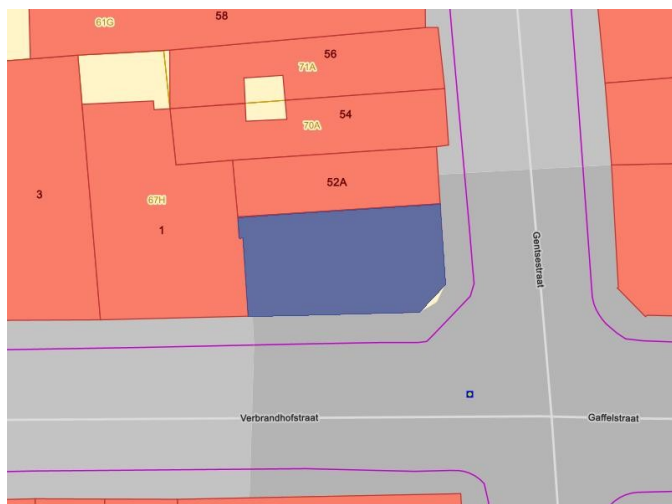 61G
58
56
71A
54
70A
52A
3
67H
1
Gentsestraat
Verbrandhofstraat
Gaffelstraat